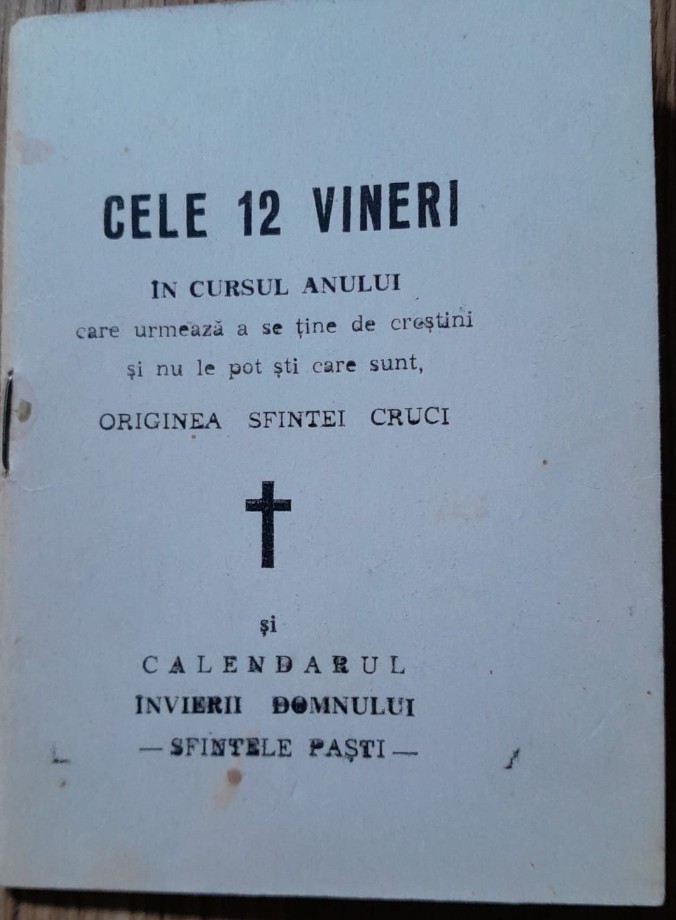 CELE 12 VINERI
ÎN CURSUL ANULUI
care urmează a se ține de creștini
și nu le pot ști care sunt,
ORIGINEA SFINTEI CRUCI
și
CALENDARUL
ÎNVIERII DOMNULUI
— SFINTELE PAȘTI —